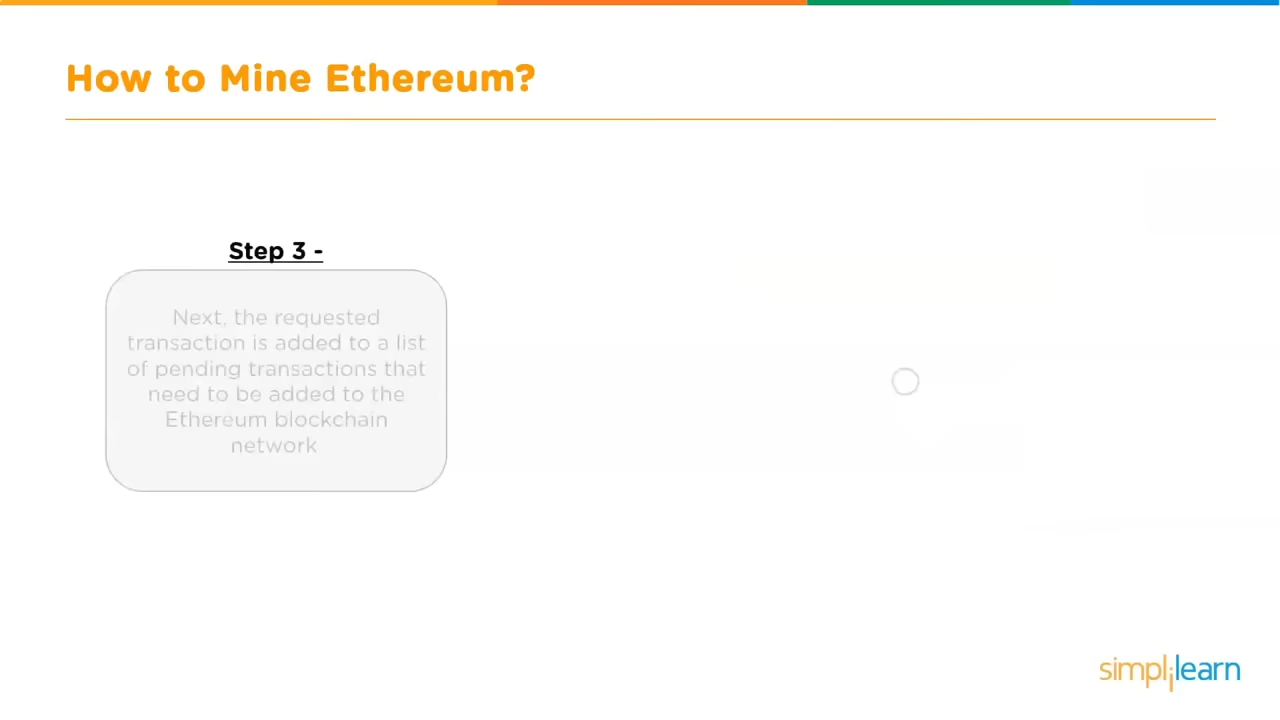 How to Mine Ethereum?
Step 3 -
Next, the requested
transaction is added to a list
of pending transactions that
need to be added to the
Ethereum blockchain
network
simplilearn